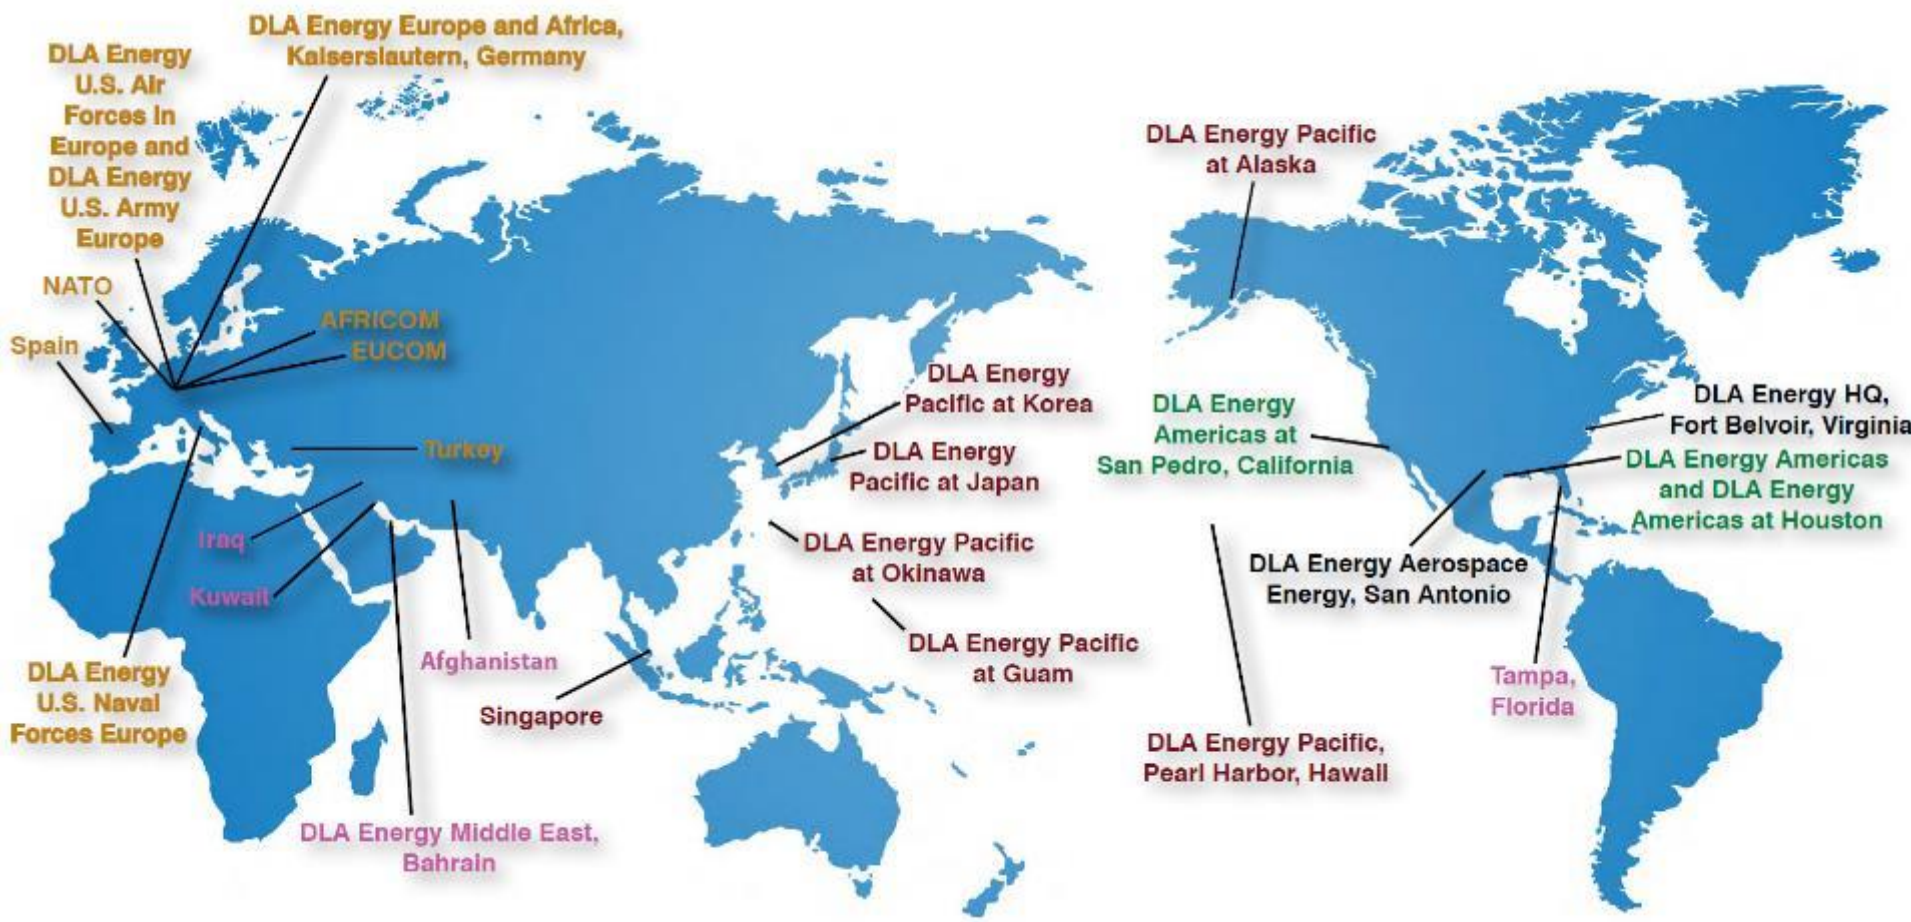 DLA Energy Europe and Africa,
Kaiserslautern, Germany
DLA Energy
U.S. Air
Forces in
Europe and
DLA Energy
U.S. Army
Europe
NATO
Spain
AFRICOM
EUCOM
Turkey
Iraq
Kuwait
DLA Energy
U.S. Naval
Forces Europe
Afghanistan
Singapore
DLA Energy Middle East,
Bahrain
DLA Energy
Pacific at Korea
DLA Energy
Pacific at Japan
DLA Energy Pacific
at Okinawa
DLA Energy Pacific
at Guam
DLA Energy Pacific
at Alaska
DLA Energy
Americas at
San Pedro, California
DLA Energy HQ,
Fort Belvoir, Virginia
DLA Energy Americas
and DLA Energy
Americas at Houston
DLA Energy Aerospace
Energy, San Antonio
Tampa,
Florida
DLA Energy Pacific,
Pearl Harbor, Hawaii